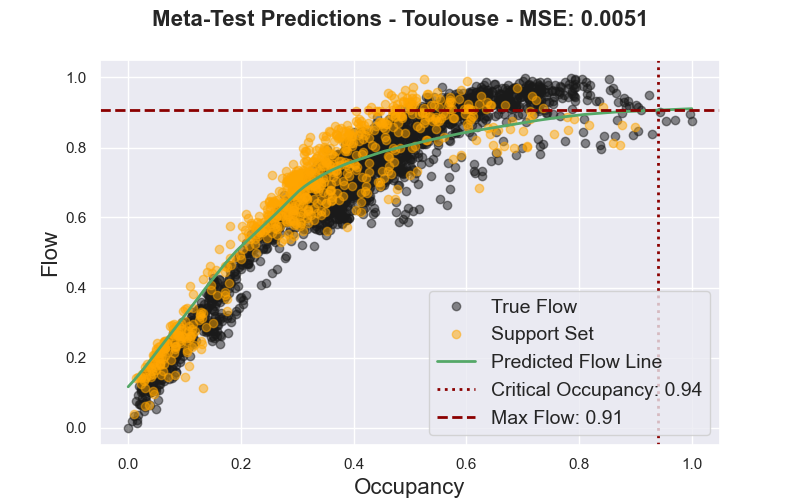 Meta-Test Predictions - Toulouse - MSE: 0.0051
1.0
0.8
0.6
0.4
0.2
0.0
Flow
True Flow
Support Set
Predicted Flow Line
Critical Occupancy: 0.94
Max Flow: 0.91
0.0 0.2 0.4 0.6 0.8 1.0
Occupancy